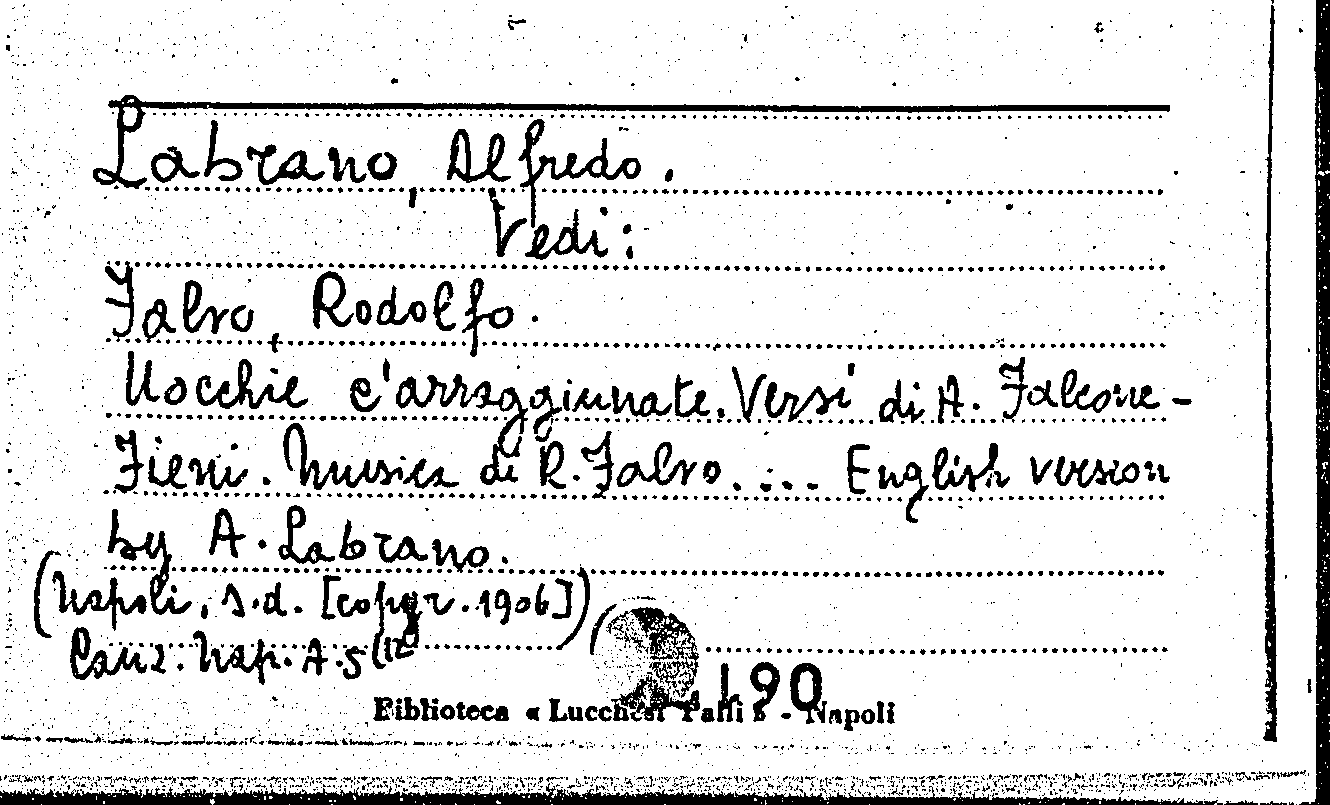 Labrano, Alfredo.
Vedi:
Falvo, Rodolfo.
Uocchie c'arraggiunate. Versi di A. Falcone-
Fieni. Musica di R. Falvo. ... English version
by A. Labrano.
(Napoli, s.d. [copyr. 1906])
Canz. Nap. A. 5 (12
190
Biblioteca « Lucchesi Palli » - Napoli